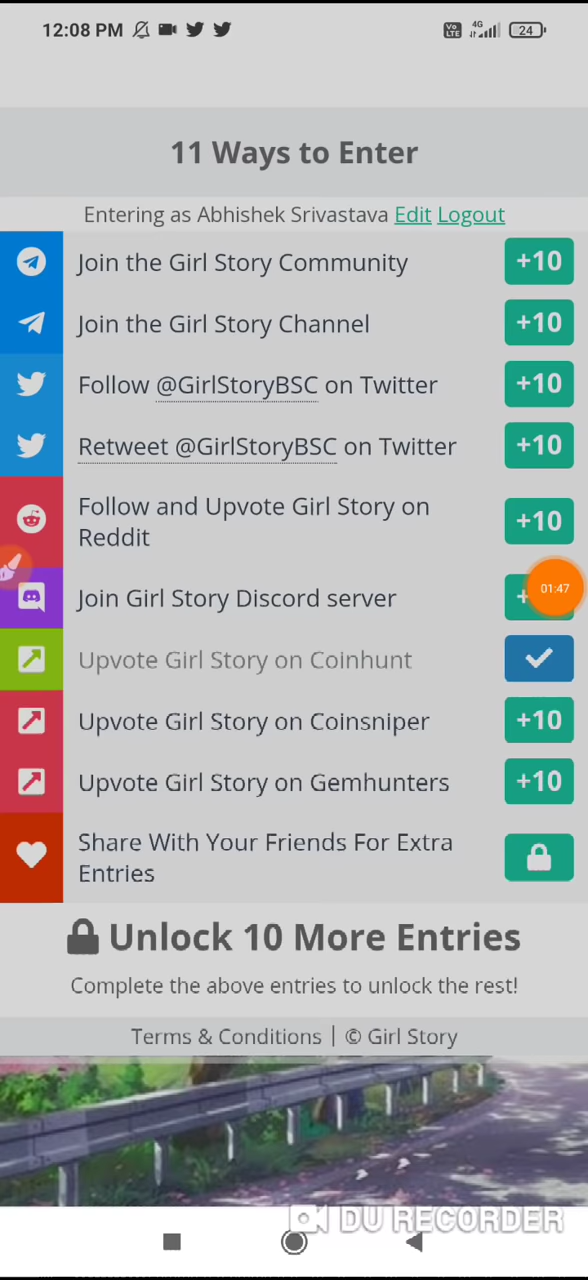 12:08 PM
Vo LTE 4G 24
11 Ways to Enter
Entering as Abhishek Srivastava Edit Logout
Join the Girl Story Community +10
Join the Girl Story Channel +10
Follow @GirlStoryBSC on Twitter +10
Retweet @GirlStoryBSC on Twitter +10
Follow and Upvote Girl Story on
Reddit
+10
Join Girl Story Discord server +
01:47
Upvote Girl Story on Coinhunt
Upvote Girl Story on Coinsniper +10
Upvote Girl Story on Gemhunters +10
Share With Your Friends For Extra
Entries
Unlock 10 More Entries
Complete the above entries to unlock the rest!
Terms & Conditions | © Girl Story
DU RECORDER